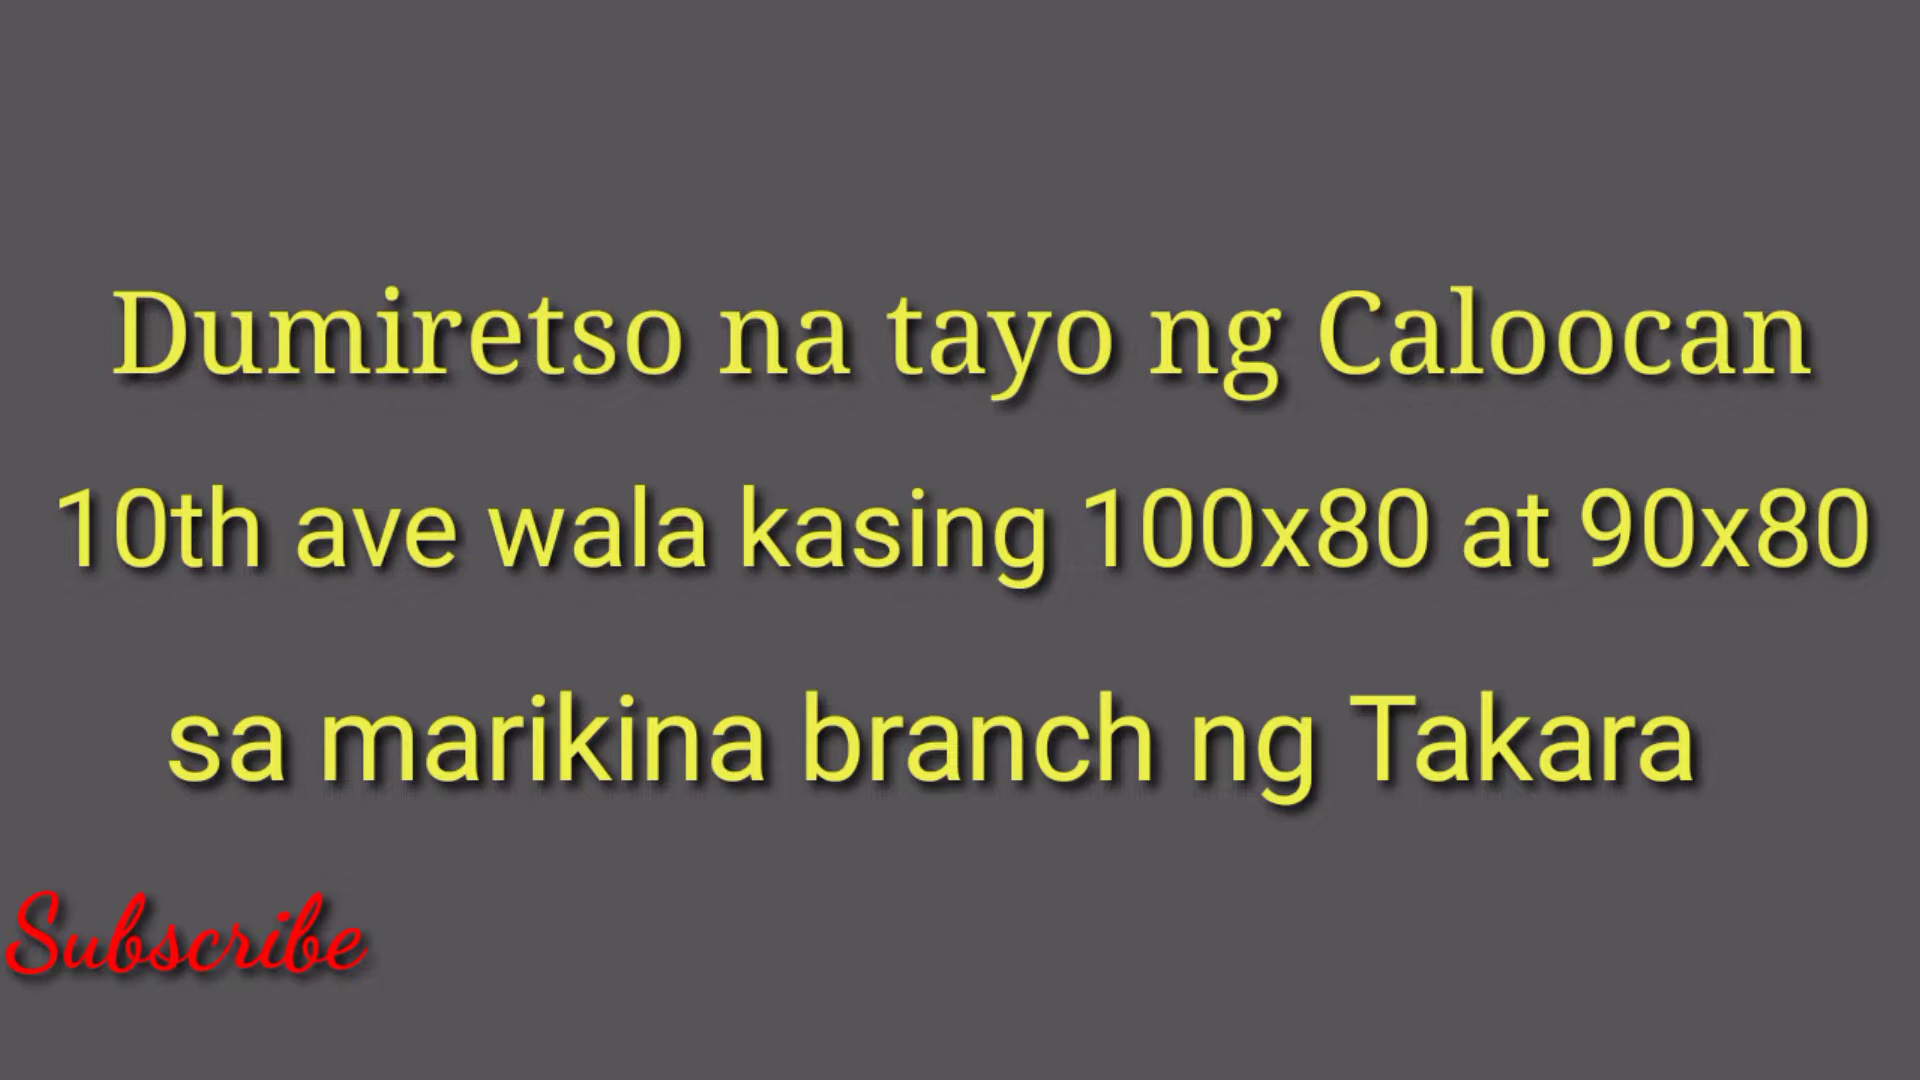 Dumiretso na tayo ng Caloocan
10th ave wala kasing 100x80 at 90x80
sa marikina branch ng Takara
Subscribe